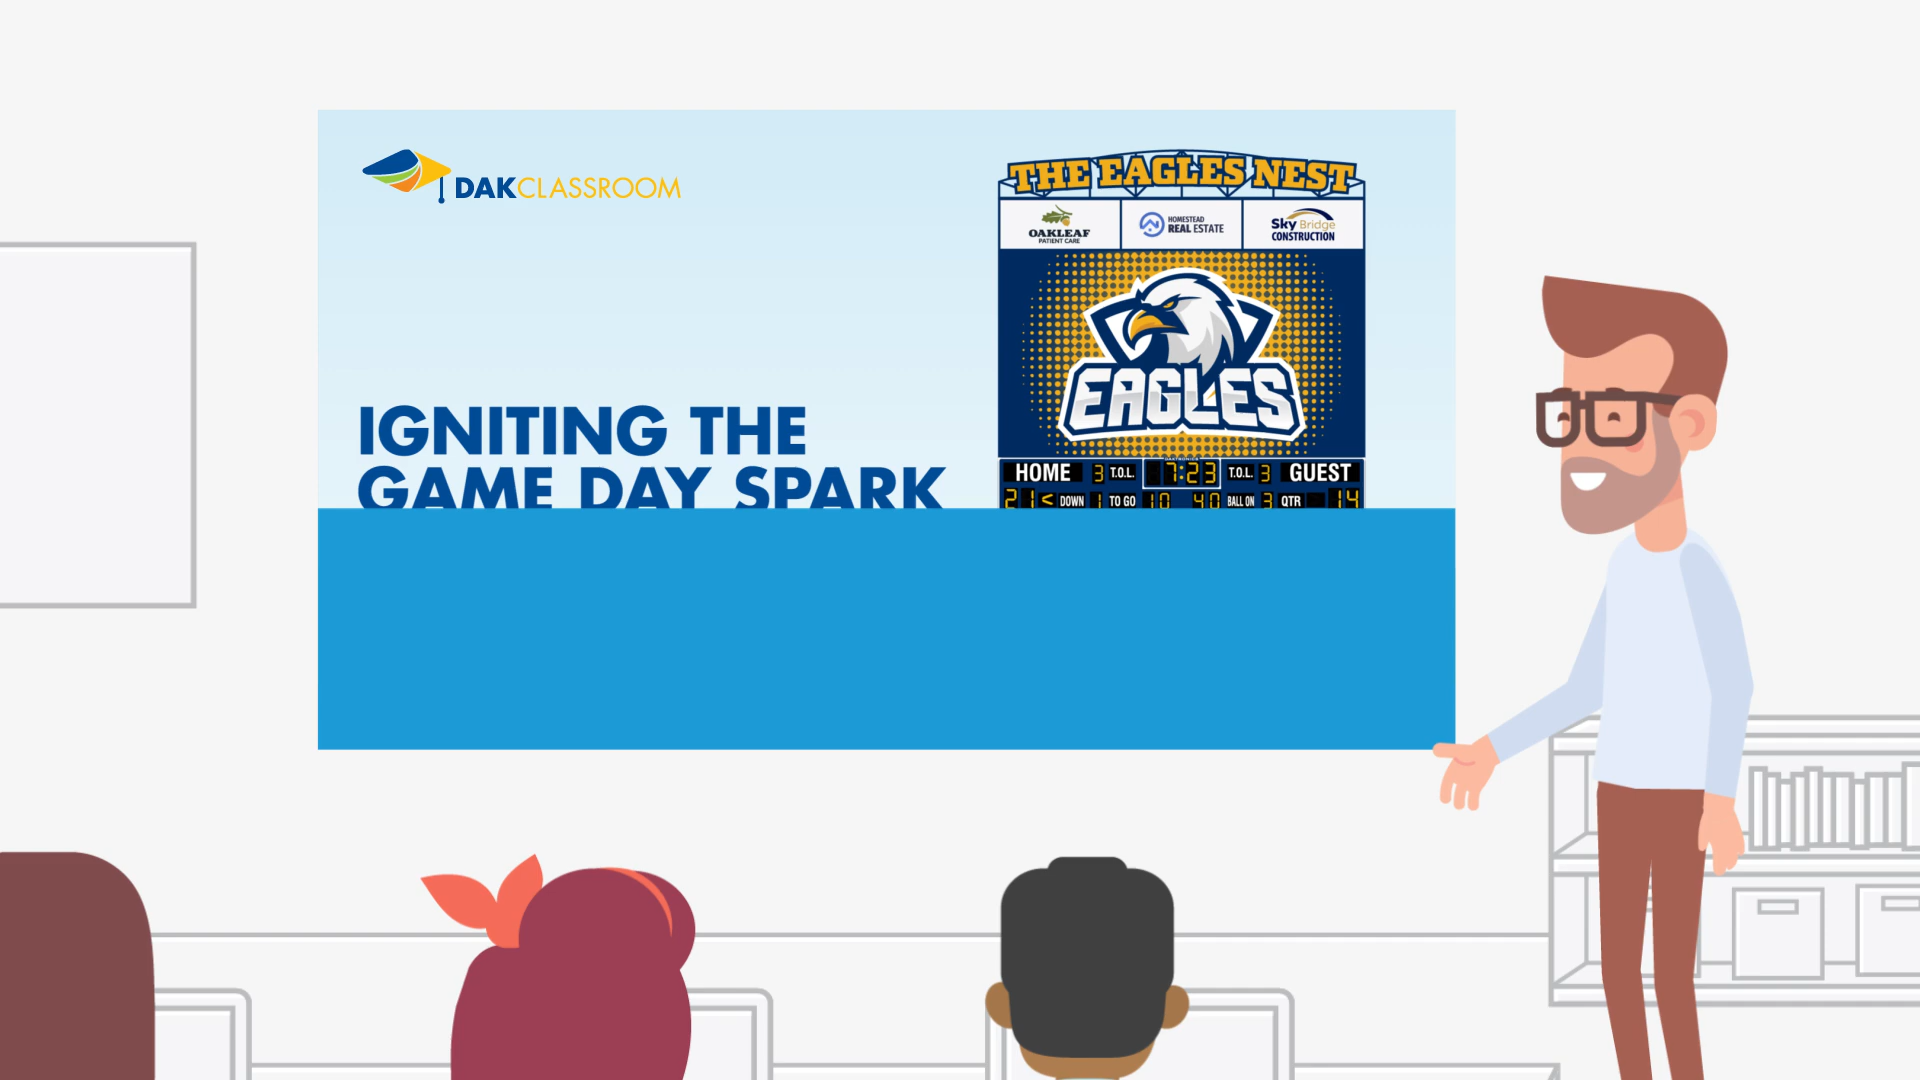 DAKCLASSROOM
THE EAGLES NEST
OAKLEAF
PATIENT CARE
HOMESTEAD
REAL ESTATE
Sky Bridge
CONSTRUCTION
EAGLES
IGNITING THE
GAME DAY SPARK
DAKTRONICS
HOME 3 T.O.L. 7:23 T.O.L. 3 GUEST
21 < DOWN 1 TO GO 10 40 BALL ON 3 QTR 14